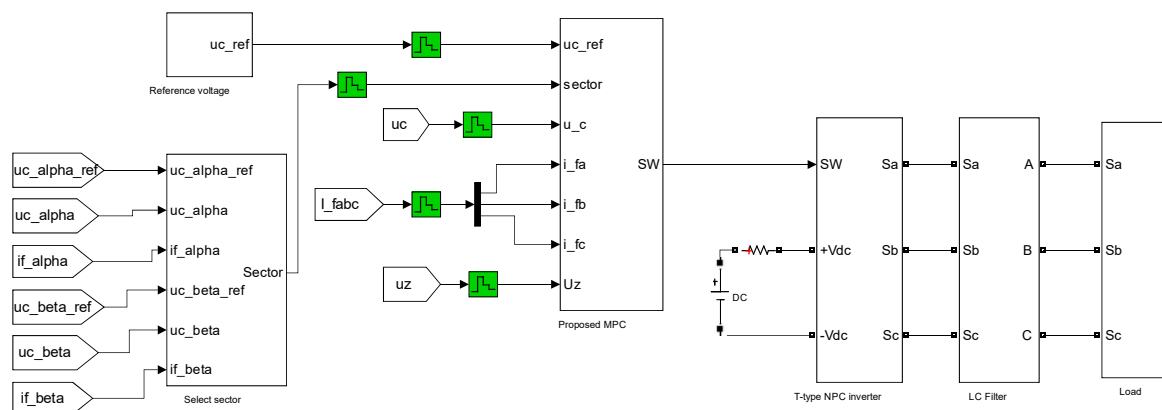 uc_ref
Reference voltage
uc_alpha_ref
uc_alpha
if_alpha
uc_beta_ref
uc_beta
if_beta
uc_alpha_ref
uc_alpha
if_alpha
uc_beta_ref
uc_beta
if_beta
Sector
Select sector
uc
I_fabc
uz
uc_ref
sector
u_c
i_fa
i_fb
i_fc
Uz
SW
Proposed MPC
+
DC
SW
+Vdc
-Vdc
Sa
Sb
Sc
T-type NPC inverter
Sa
Sb
Sc
A
B
C
LC Filter
Sa
Sb
Sc
Load